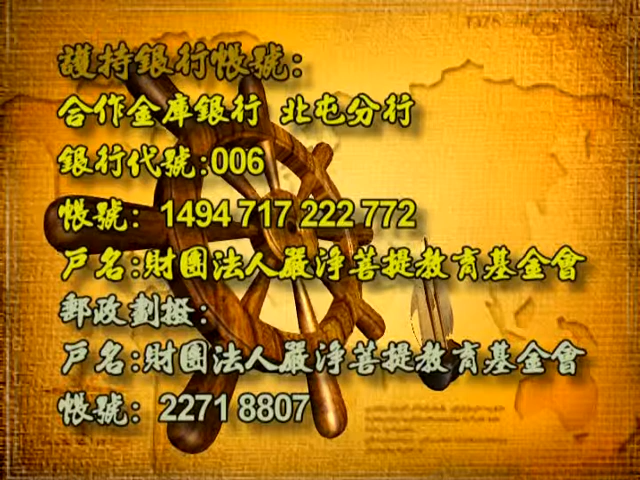 護持銀行帳號:
合作金庫銀行 北屯分行
銀行代號:006
帳號: 1494 717 222 772
戶名:財團法人嚴淨菩提教育基金會
郵政劃撥:
戶名:財團法人嚴淨菩提教育基金會
帳號: 2271 8807